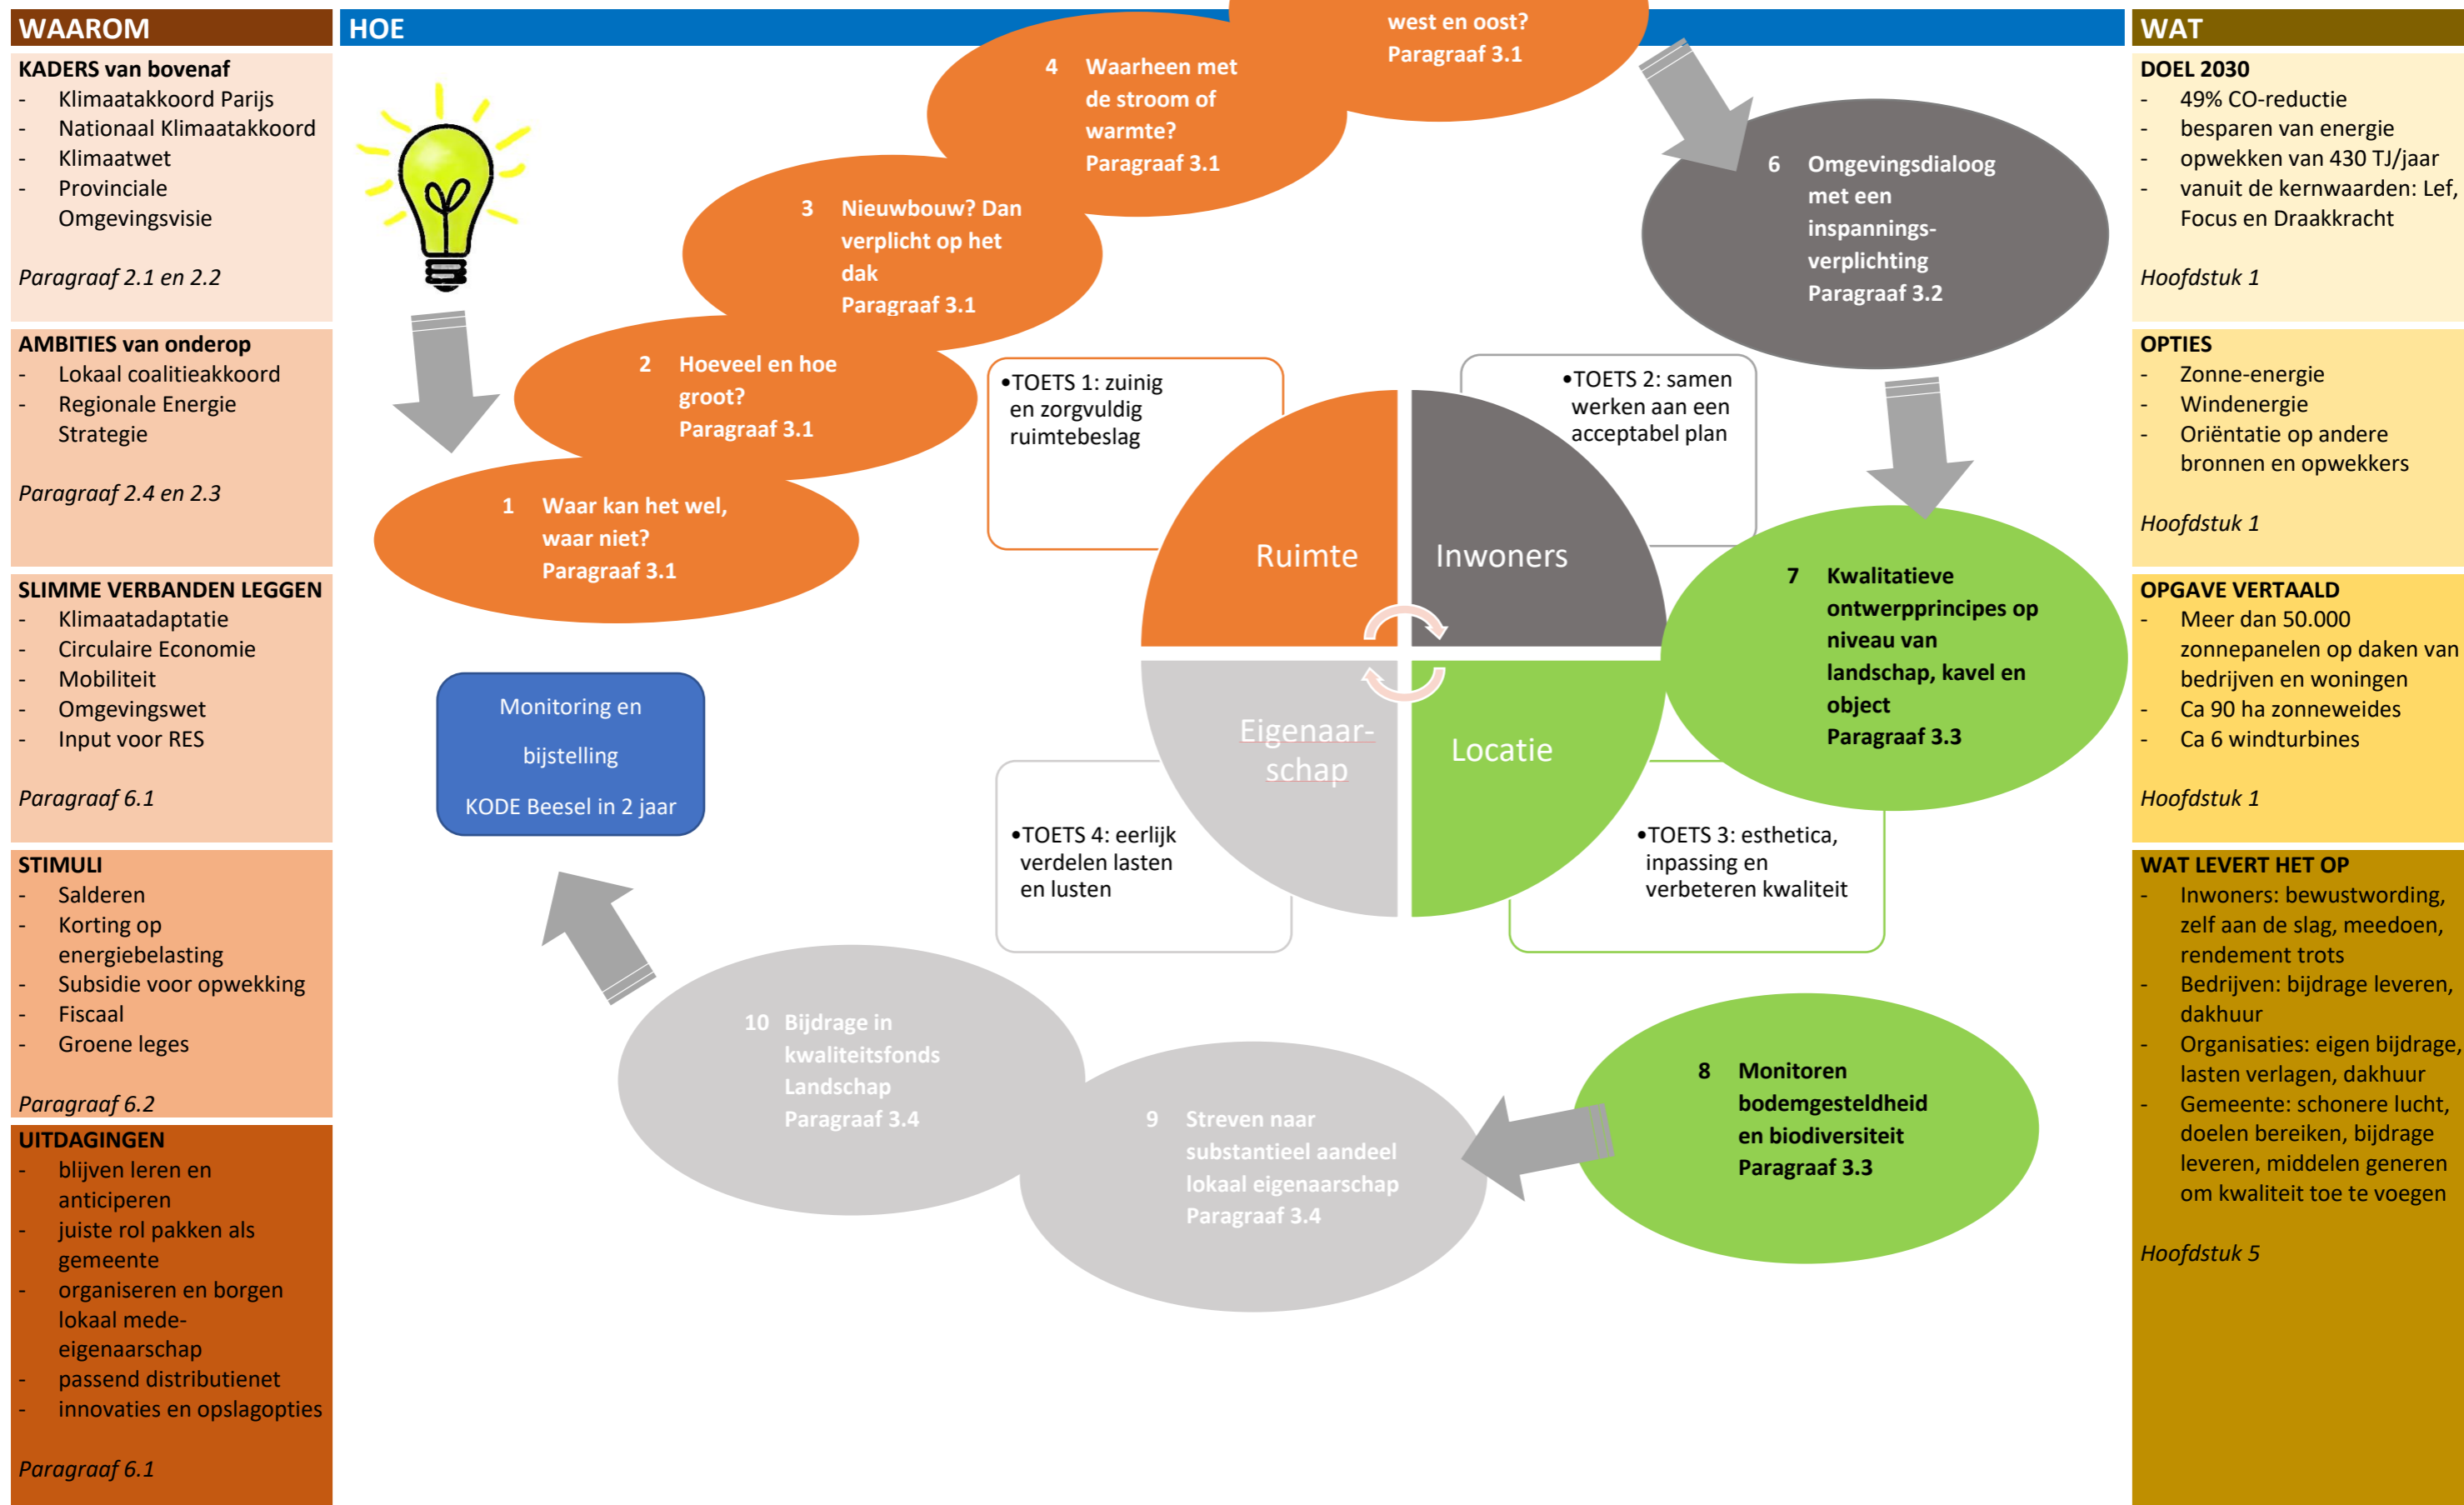 WAAROM
KADERS van bovenaf
- Klimaatakkoord Parijs
- Nationaal Klimaatakkoord
- Klimaatwet
- Provinciale
Omgevingsvisie
Paragraaf 2.1 en 2.2
AMBITIES van onderop
- Lokaal coalitieakkoord
- Regionale Energie
Strategie
Paragraaf 2.4 en 2.3
SLIMME VERBANDEN LEGGEN
- Klimaatadaptatie
- Circulaire Economie
- Mobiliteit
- Omgevingswet
- Input voor RES
Paragraaf 6.1
STIMULI
- Salderen
- Korting op
energiebelasting
- Subsidie voor opwekking
- Fiscaal
- Groene leges
Paragraaf 6.2
UITDAGINGEN
- blijven leren en
anticiperen
- juiste rol pakken als
gemeente
- organiseren en borgen
lokaal mede-
eigenaarschap
- passend distributienet
- innovaties en opslagopties
Paragraaf 6.1
HOE
1 Waar kan het wel,
waar niet?
Paragraaf 3.1
2 Hoeveel en hoe
groot?
Paragraaf 3.1
3 Nieuwbouw? Dan
verplicht op het
dak
Paragraaf 3.1
4 Waarheen met
de stroom of
warmte?
Paragraaf 3.1
west en oost?
Paragraaf 3.1
6 Omgevingsdialoog
met een
inspannings-
verplichting
Paragraaf 3.2
7 Kwalitatieve
ontwerpprincipes op
niveau van
landschap, kavel en
object
Paragraaf 3.3
8 Monitoren
bodemgesteldheid
en biodiversiteit
Paragraaf 3.3
9 Streven naar
substantieel aandeel
lokaal eigenaarschap
Paragraaf 3.4
10 Bijdrage in
kwaliteitsfonds
Landschap
Paragraaf 3.4
Monitoring en
bijstelling
KODE Beesel in 2 jaar
•TOETS 1: zuinig
en zorgvuldig
ruimtebeslag
•TOETS 2: samen
werken aan een
acceptabel plan
Ruimte
Inwoners
Eigenaar-
schap
Locatie
•TOETS 4: eerlijk
verdelen lasten
en lusten
•TOETS 3: esthetica,
inpassing en
verbeteren kwaliteit
WAT
DOEL 2030
- 49% CO-reductie
- besparen van energie
- opwekken van 430 TJ/jaar
- vanuit de kernwaarden: Lef,
Focus en Draakkracht
Hoofdstuk 1
OPTIES
- Zonne-energie
- Windenergie
- Oriëntatie op andere
bronnen en opwekkers
Hoofdstuk 1
OPGAVE VERTAALD
- Meer dan 50.000
zonnepanelen op daken van
bedrijven en woningen
- Ca 90 ha zonneweides
- Ca 6 windturbines
Hoofdstuk 1
WAT LEVERT HET OP
- Inwoners: bewustwording,
zelf aan de slag, meedoen,
rendement trots
- Bedrijven: bijdrage leveren,
dakhuur
- Organisaties: eigen bijdrage,
lasten verlagen, dakhuur
- Gemeente: schonere lucht,
doelen bereiken, bijdrage
leveren, middelen generen
om kwaliteit toe te voegen
Hoofdstuk 5